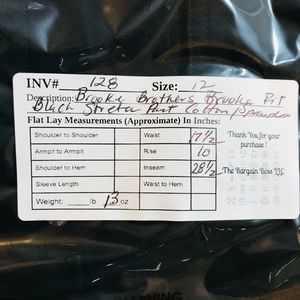 INV# 128 Size: 12
Description: Brooks Brothers Brooks Fit
Black Stretch Pant Cotton/Spandex
Flat Lay Measurements (Approximate) In Inches:
Shoulder to Shoulder Waist 17 1/2
Armpit to Armpit Rise 10
Shoulder to Hem Inseam 28 1/2
Sleeve Length Waist to Hem
Weight: lb 13 oz
Thank You for your
purchase!
The Bargain Boss LLC